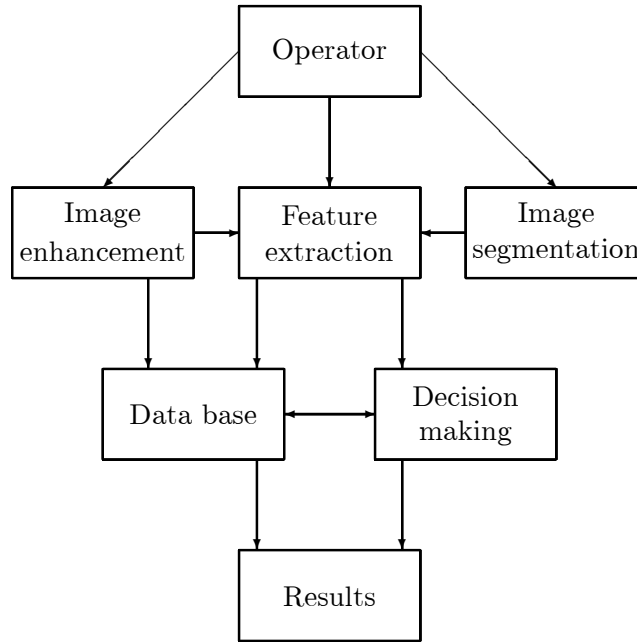 Operator
Image
enhancement
Feature
extraction
Image
segmentation
Data base
Decision
making
Results